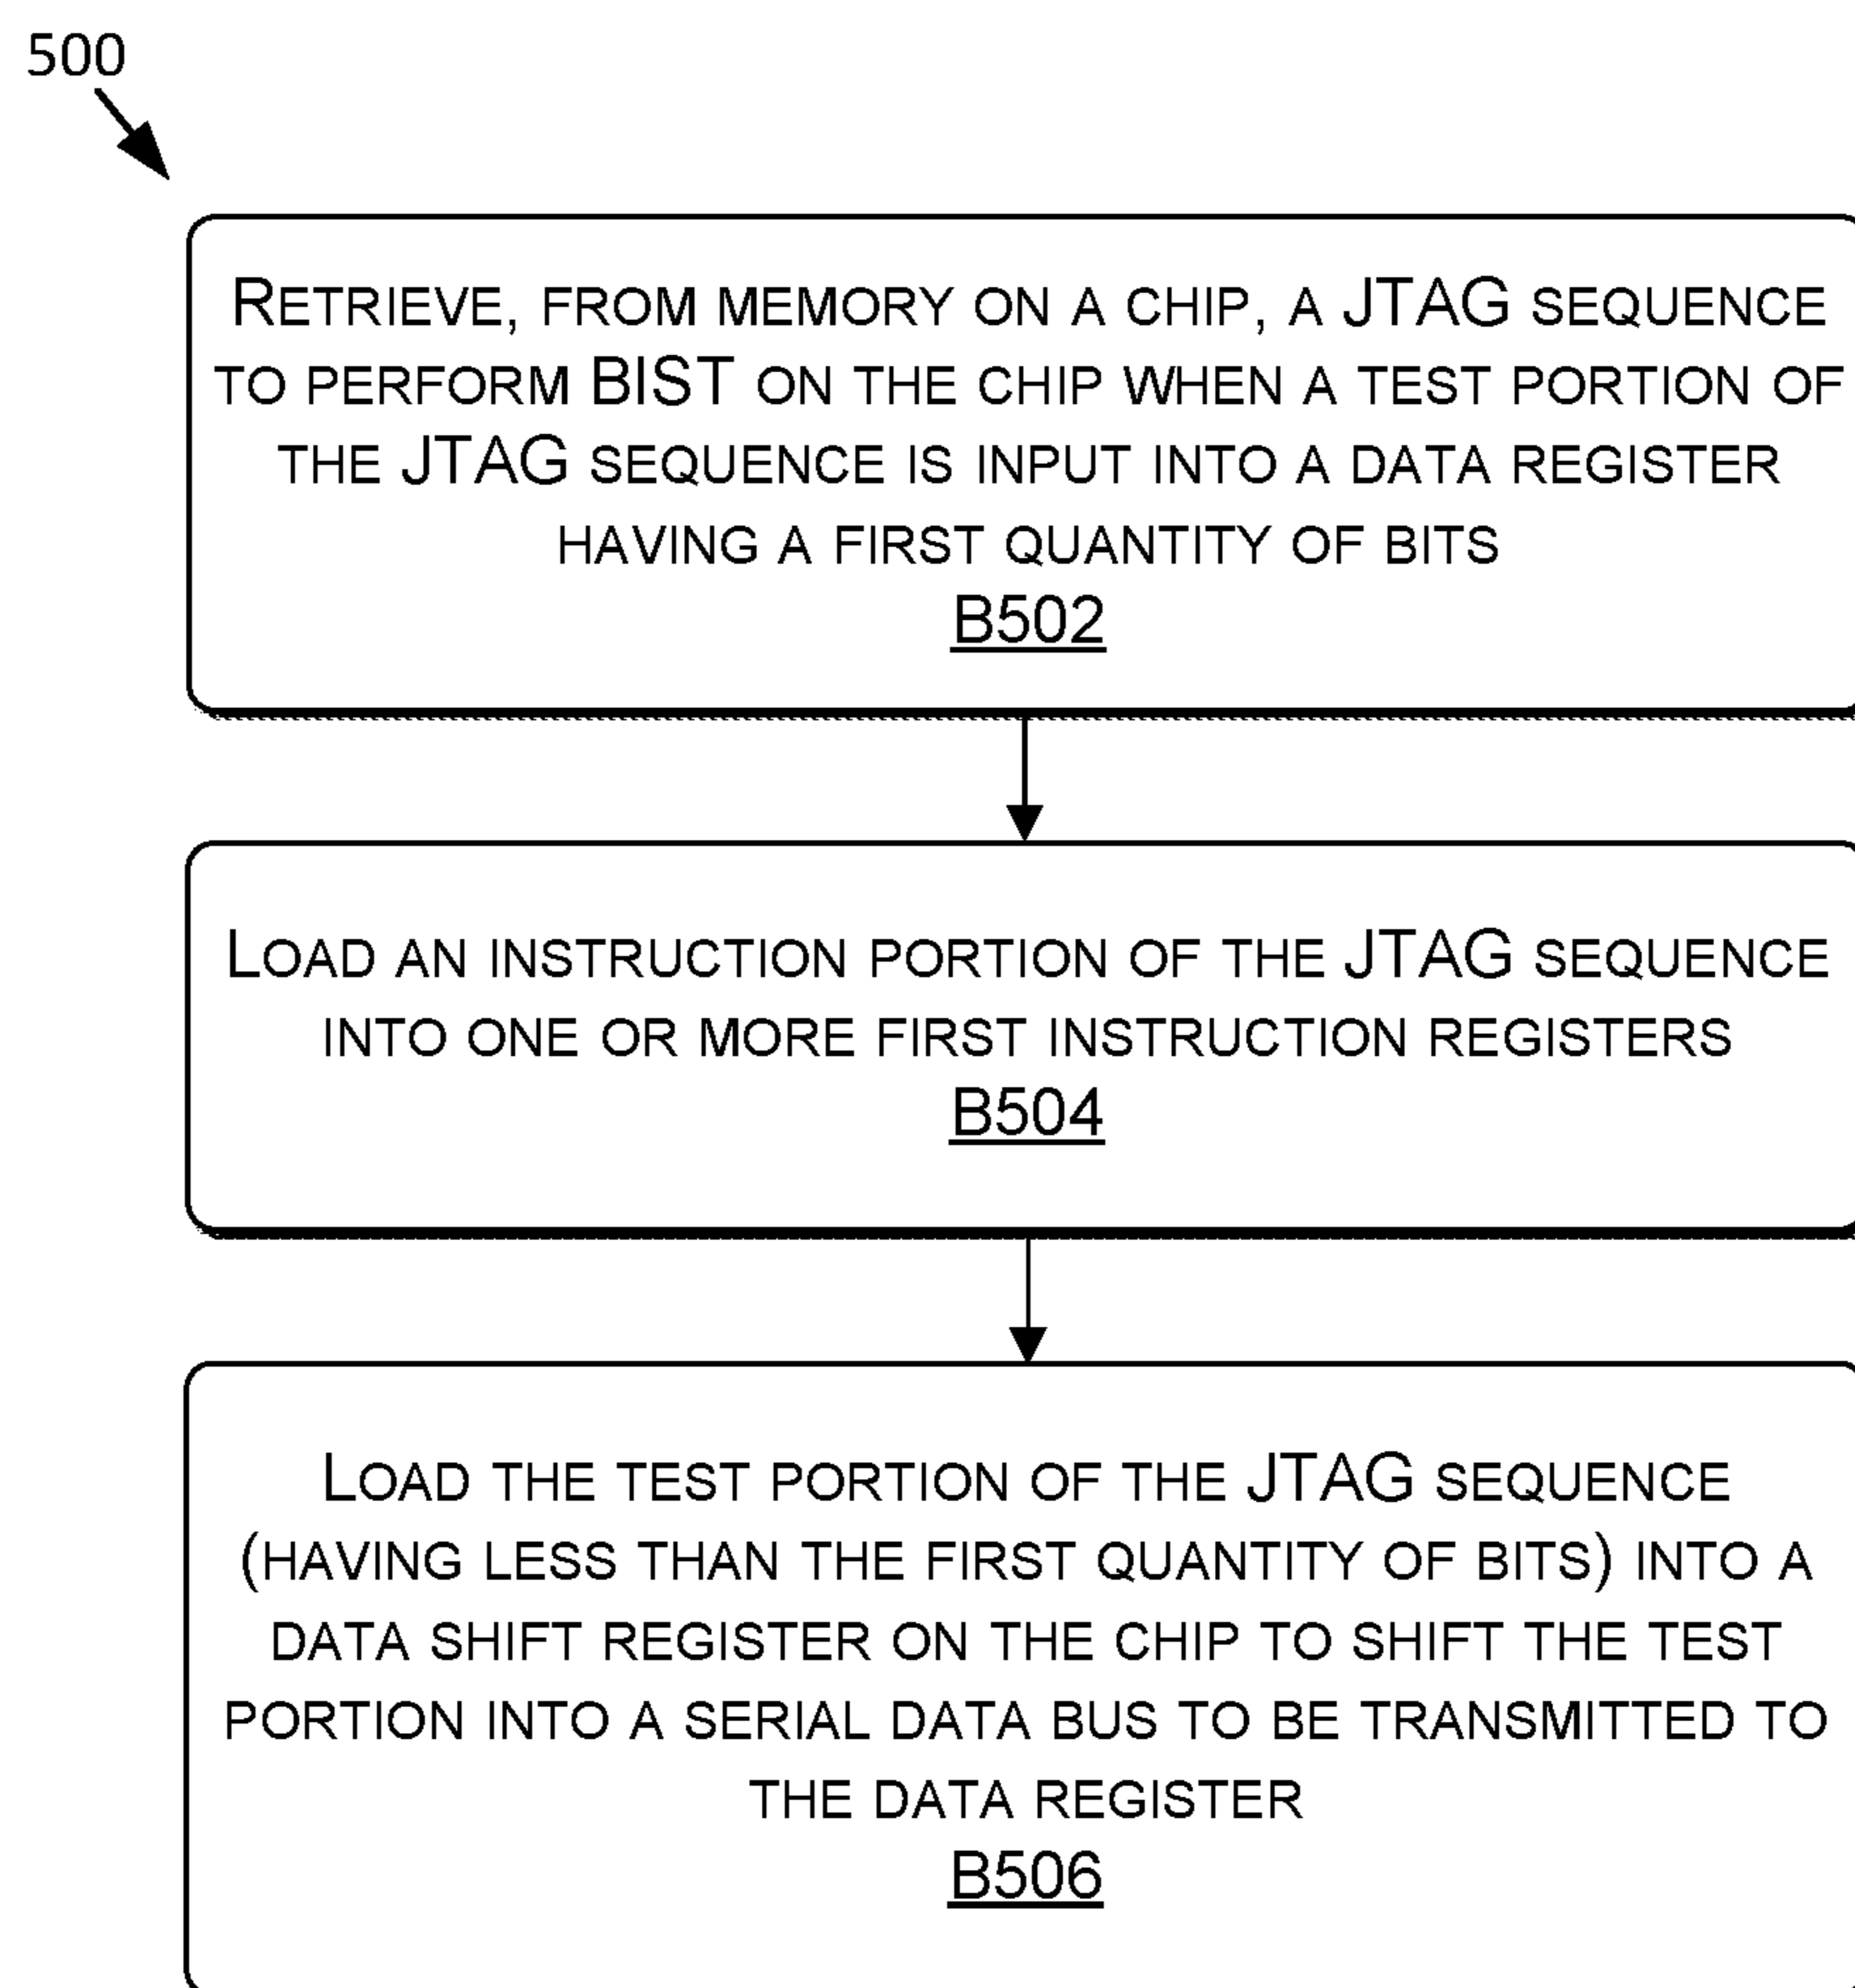 500
RETRIEVE, FROM MEMORY ON A CHIP, A JTAG SEQUENCE
TO PERFORM BIST ON THE CHIP WHEN A TEST PORTION OF
THE JTAG SEQUENCE IS INPUT INTO A DATA REGISTER
HAVING A FIRST QUANTITY OF BITS
B502
LOAD AN INSTRUCTION PORTION OF THE JTAG SEQUENCE
INTO ONE OR MORE FIRST INSTRUCTION REGISTERS
B504
LOAD THE TEST PORTION OF THE JTAG SEQUENCE
(HAVING LESS THAN THE FIRST QUANTITY OF BITS) INTO A
DATA SHIFT REGISTER ON THE CHIP TO SHIFT THE TEST
PORTION INTO A SERIAL DATA BUS TO BE TRANSMITTED TO
THE DATA REGISTER
B506